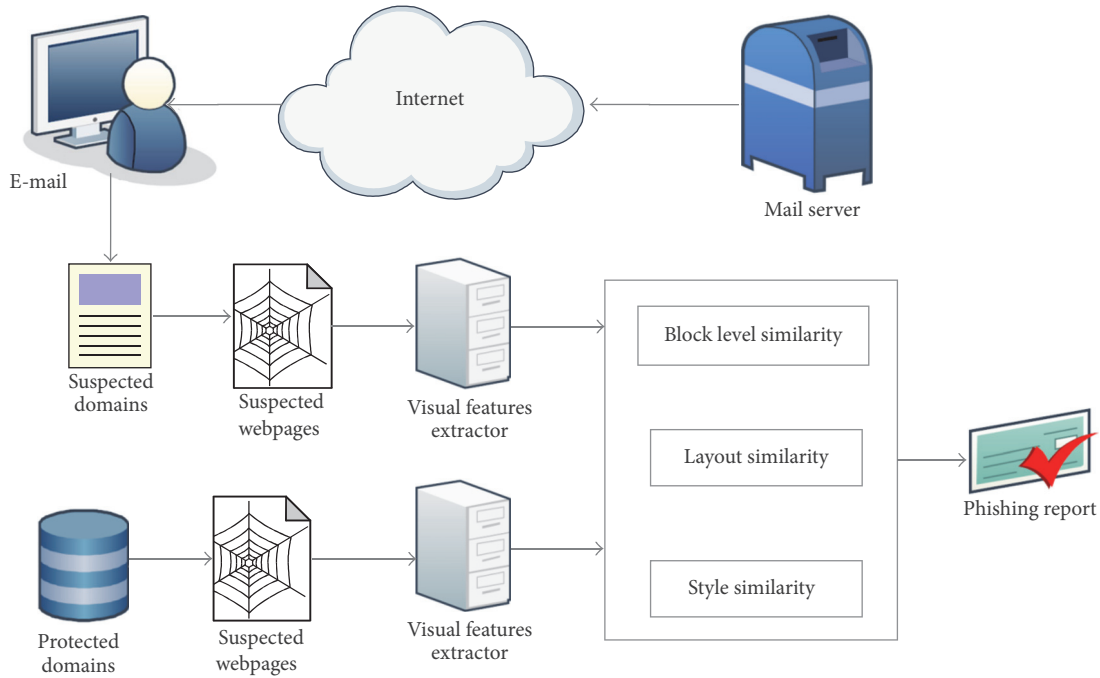 Internet
E-mail
Mail server
Suspected
domains
Suspected
webpages
Visual features
extractor
Block level similarity
Layout similarity
Style similarity
Phishing report
Protected
domains
Suspected
webpages
Visual features
extractor